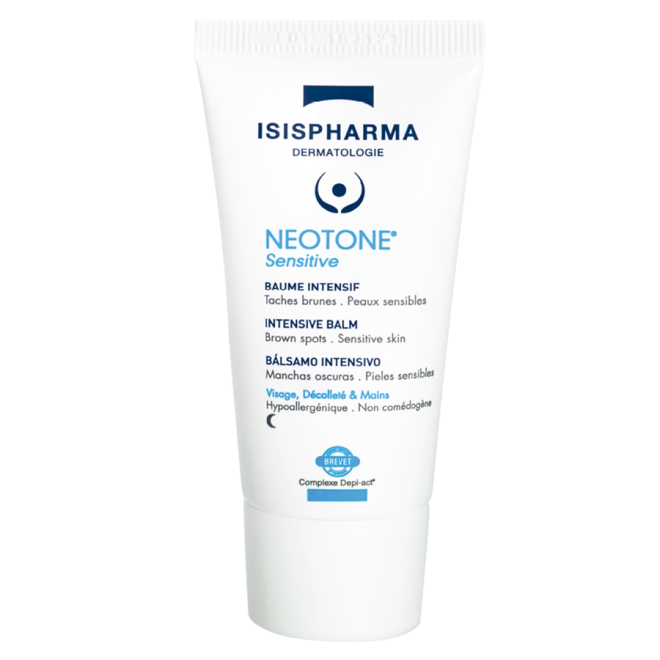 ISISPHARMA
DERMATOLOGIE
NEOTONE®
Sensitive
BAUME INTENSIF
Taches brunes . Peaux sensibles
INTENSIVE BALM
Brown spots . Sensitive skin
BÁLSAMO INTENSIVO
Manchas oscuras . Pieles sensibles
Visage, Décolleté & Mains
Hypoallergénique . Non comédogène
BREVET
Complexe Depi-act®